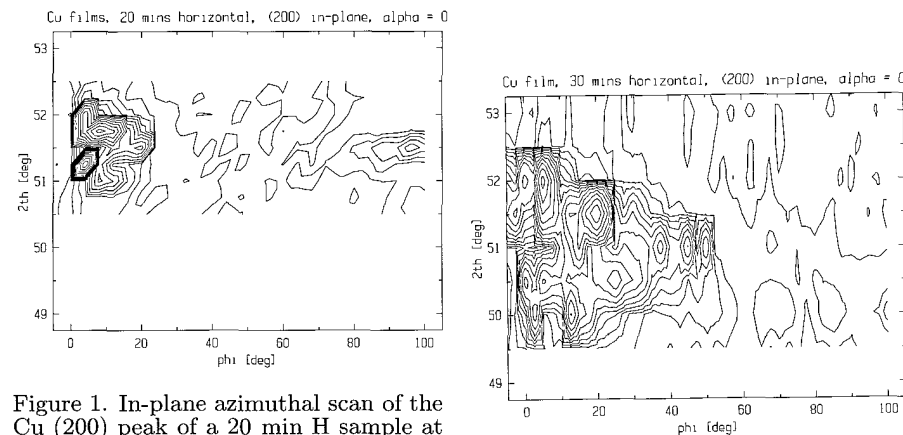 Cu films, 20 mins horizontal, (200) in-plane, alpha = 0
53
52
51
50
49
2th [deg]
0
20
40
60
80
100
phi [deg]
Figure 1. In-plane azimuthal scan of the
Cu (200) peak of a 20 min H sample at
Cu film, 30 mins horizontal, (200) in-plane, alpha = 0
53
52
51
50
49
2th [deg]
0
20
40
60
80
100
phi [deg]